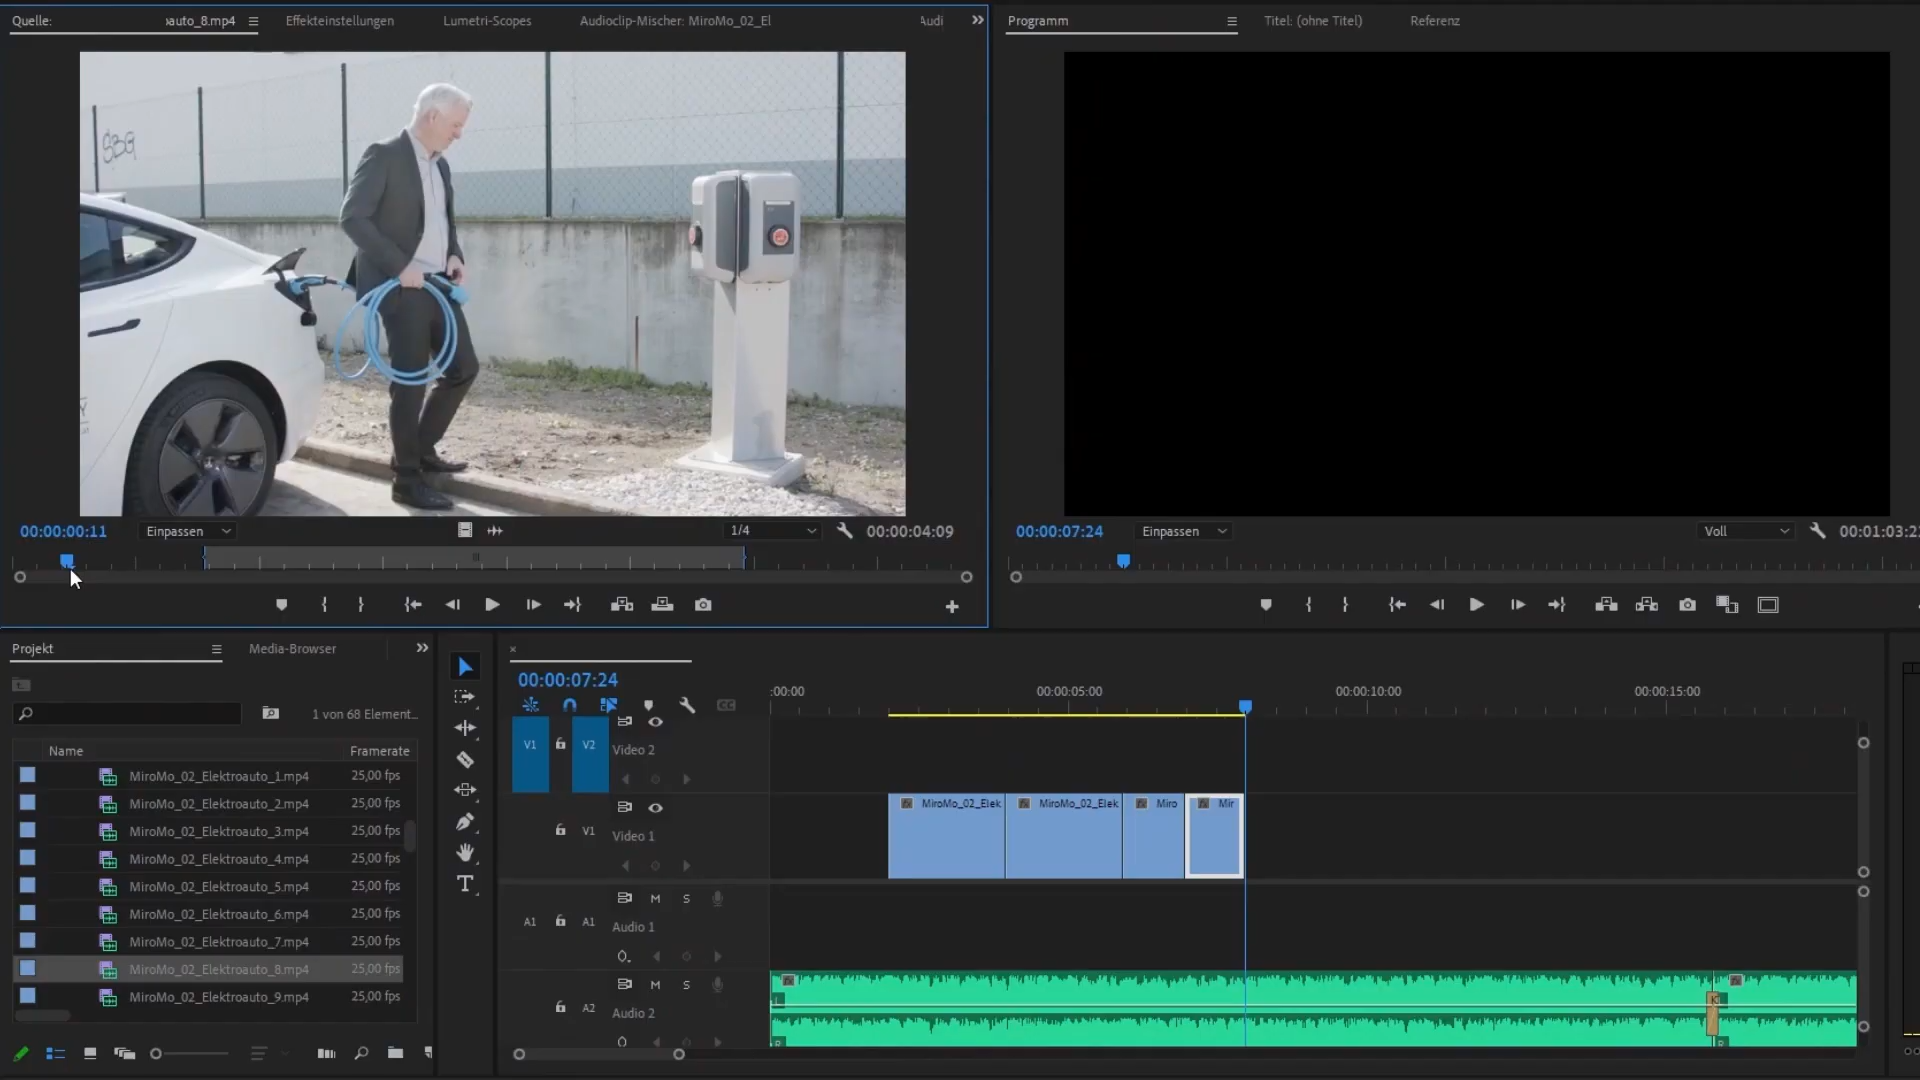 Quelle: auto_8.mp4 Effekteinstellungen Lumetri-Scopes Audioclip-Mischer: MiroMo_02_El Audi
Programm Titel: (ohne Titel) Referenz
SBG
00:00:00:11 Einpassen 1/4 00:00:04:09
00:00:07:24 Einpassen Voll 00:01:03:2
Projekt Media-Browser
1 von 68 Element...
Name Framerate
MiroMo_02_Elektroauto_1.mp4 25,00 fps
MiroMo_02_Elektroauto_2.mp4 25,00 fps
MiroMo_02_Elektroauto_3.mp4 25,00 fps
MiroMo_02_Elektroauto_4.mp4 25,00 fps
MiroMo_02_Elektroauto_5.mp4 25,00 fps
MiroMo_02_Elektroauto_6.mp4 25,00 fps
MiroMo_02_Elektroauto_7.mp4 25,00 fps
MiroMo_02_Elektroauto_8.mp4 25,00 fps
MiroMo_02_Elektroauto_9.mp4 25,00 fps
00:00:07:24
:00:00 00:00:05:00 00:00:10:00 00:00:15:00
V1 V2 Video 2
MiroMo_02_Elek MiroMo_02_Elek Miro Mir
V1 Video 1
M S
A1 A1 Audio 1
M S
A2 Audio 2